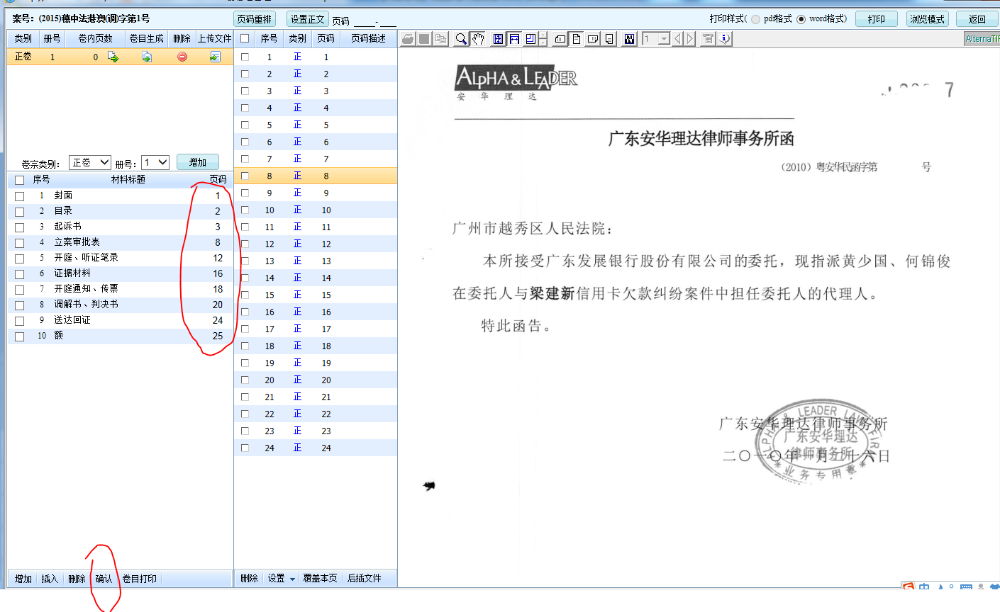 案号：(2015)穗中法港澳(调)字第1号
页码重排
设置正文
页码 ____-____
打印样式( pdf格式 word格式)
打印
浏览模式
返回
类别 册号 卷内页数 卷目生成 删除 上传文件
正卷 1 0
卷宗类别： 正卷 册号： 1 增加
序号 材料标题 页码
1 封面 1
2 目录 2
3 起诉书 3
4 立案审批表 8
5 开庭、听证笔录 12
6 证据材料 16
7 开庭通知、传票 18
8 调解书、判决书 20
9 送达回证 24
10 额 25
增加 插入 删除 确认 卷目打印
序号 类别 页码 页码描述
1 正 1
2 正 2
3 正 3
4 正 4
5 正 5
6 正 6
7 正 7
8 正 8
9 正 9
10 正 10
11 正 11
12 正 12
13 正 13
14 正 14
15 正 15
16 正 16
17 正 17
18 正 18
19 正 19
20 正 20
21 正 21
22 正 22
23 正 23
24 正 24
删除 设置 覆盖本页 后插文件
1
AlternaTIF
ALPHA & LEADER
安华理达
7
广东安华理达律师事务所函
（2010）粤安华民函字第 号
广州市越秀区人民法院：
本所接受广东发展银行股份有限公司的委托，现指派黄少国、何锦俊
在委托人与梁建新信用卡欠款纠纷案件中担任委托人的代理人。
特此函告。
广东安华理达律师事务所
二〇一〇年一月二十六日
ALPHA & LEADER LAW FIRM
广东安华理达
律师事务所
业务专用章
中